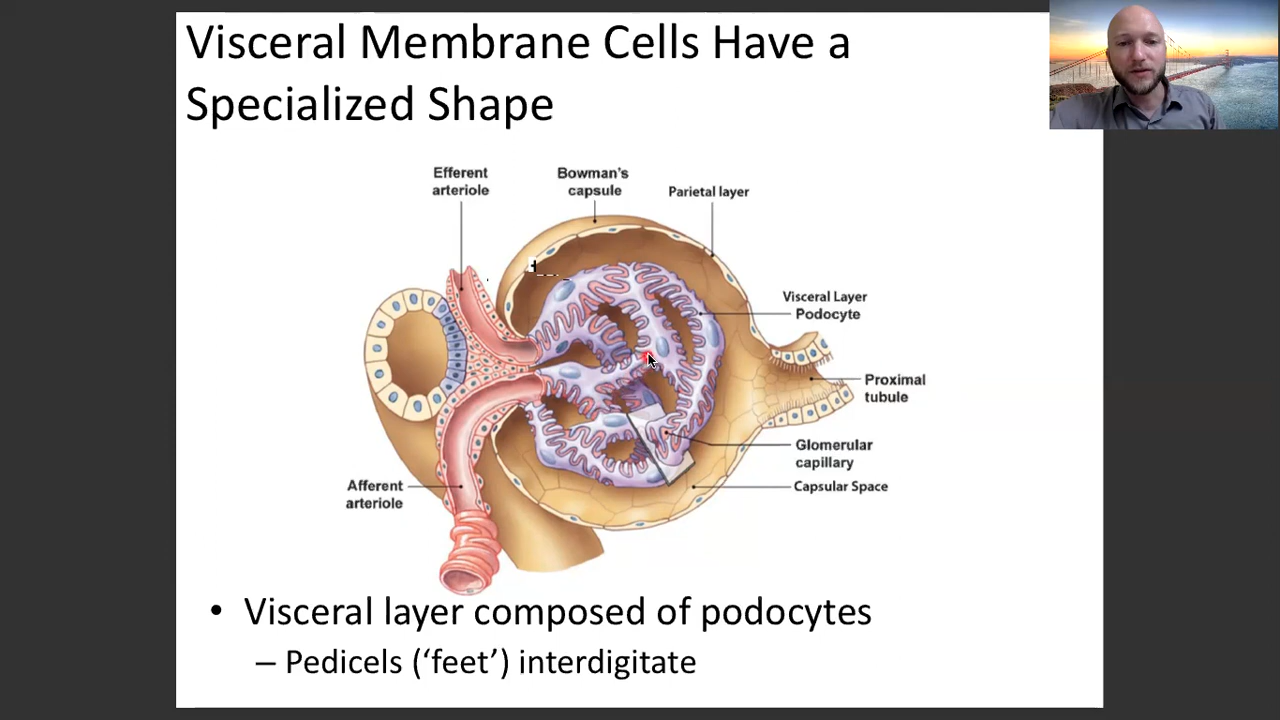 Visceral Membrane Cells Have a
Specialized Shape
Efferent
arteriole
Bowman's
capsule
Parietal layer
Visceral Layer
Podocyte
Proximal
tubule
Glomerular
capillary
Capsular Space
Afferent
arteriole
• Visceral layer composed of podocytes
– Pedicels (‘feet’) interdigitate